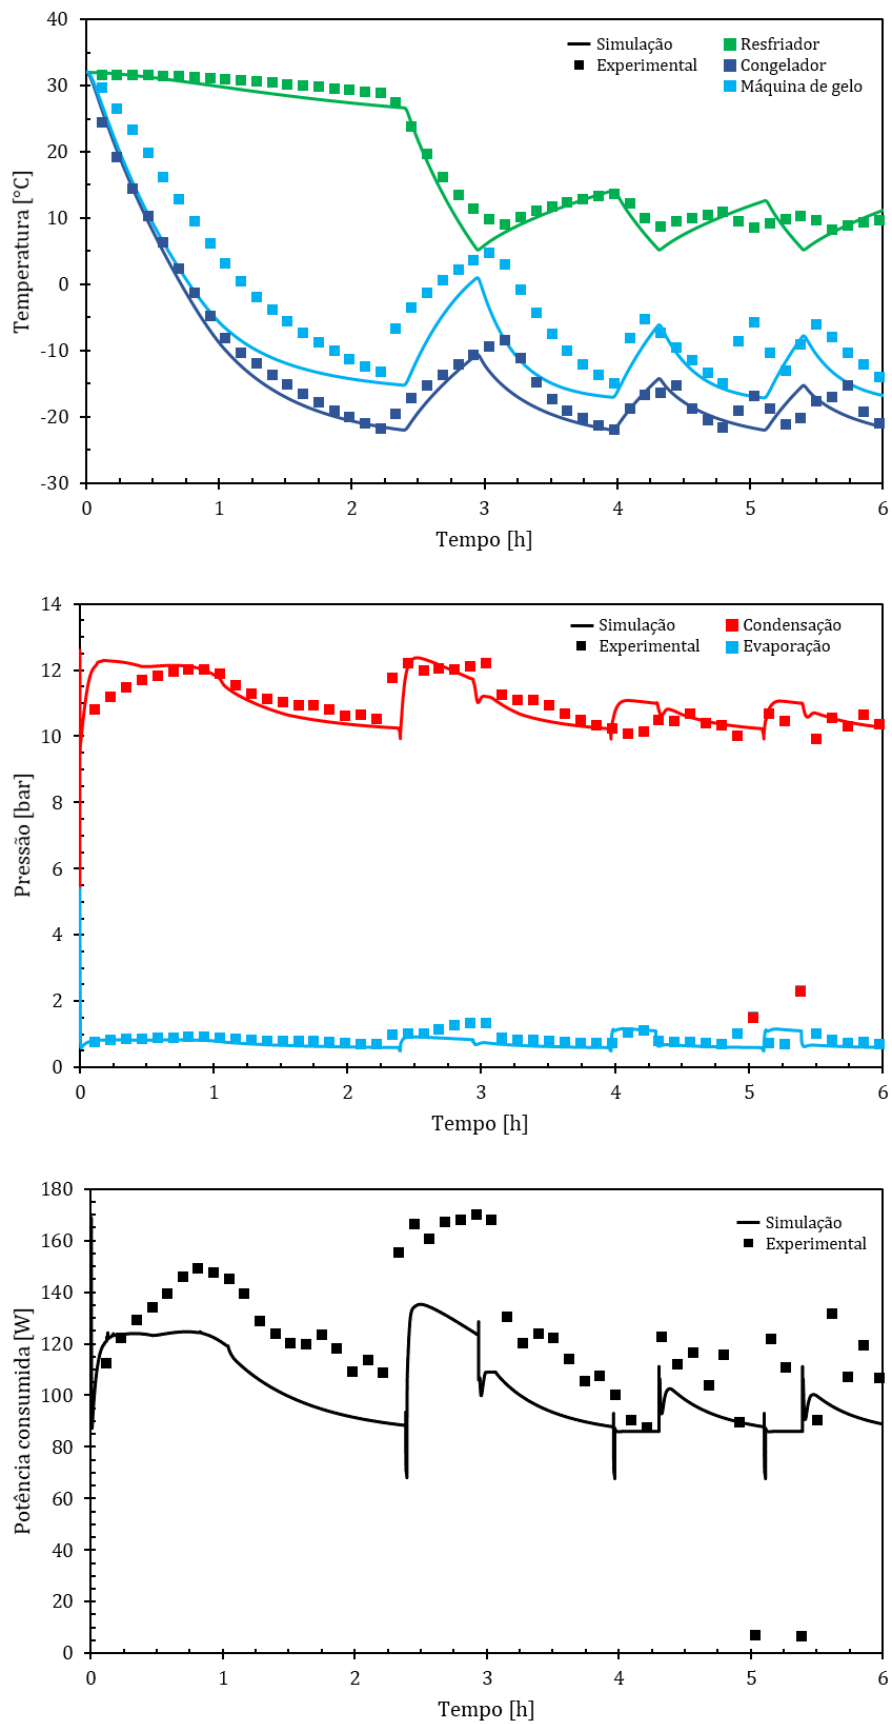 40
30
20
10
0
-10
-20
-30
Temperatura [°C]
Simulação
Experimental
Resfriador
Congelador
Máquina de gelo
0 1 2 3 4 5 6
Tempo [h]
14
12
10
8
6
4
2
0
Pressão [bar]
Simulação
Experimental
Condensação
Evaporação
0 1 2 3 4 5 6
Tempo [h]
180
160
140
120
100
80
60
40
20
0
Potência consumida [W]
Simulação
Experimental
0 1 2 3 4 5 6
Tempo [h]